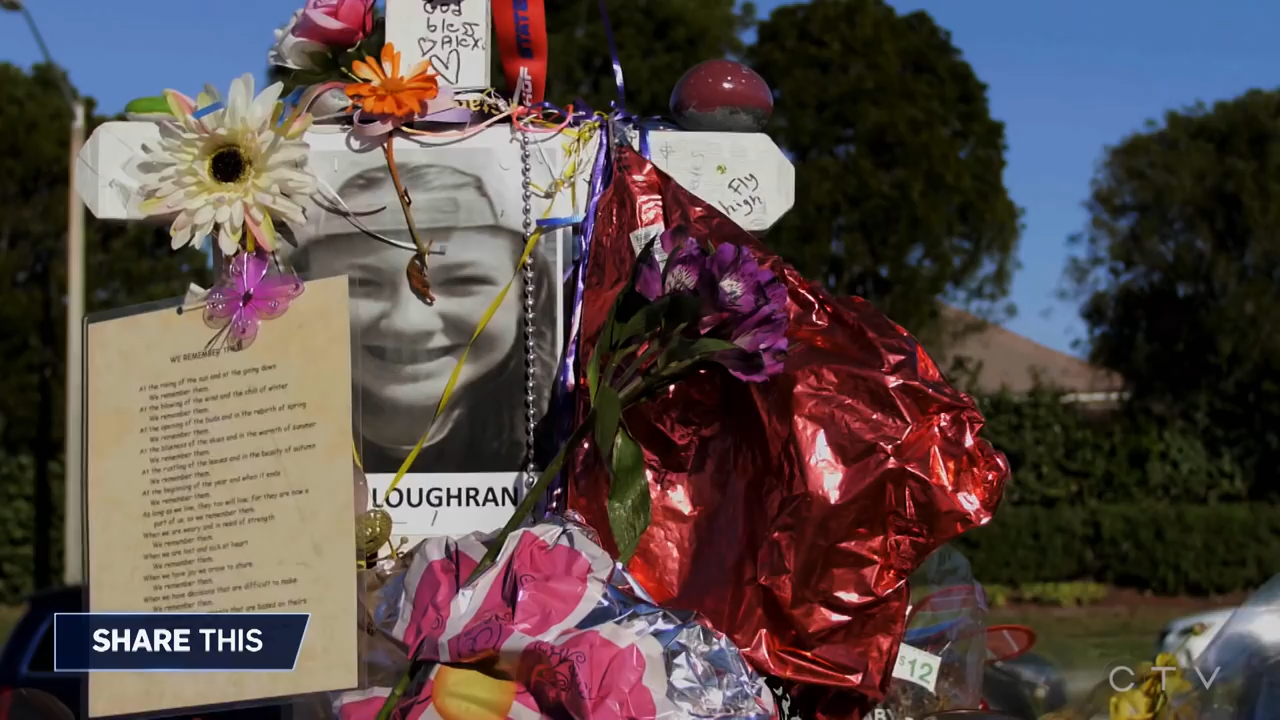 God
bless
Alex
STATE
Fly
high
WE REMEMBER
At the rising of the sun and at the going down
We remember them.
At the blowing of the wind and the chill of winter
We remember them.
At the opening of the buds and in the rebirth of spring
We remember them.
At the blueness of the skies and in the warmth of summer
We remember them.
At the rustling of the leaves and in the beauty of autumn
We remember them.
At the beginning of the year and when it ends
We remember them.
As long as we live, they too will live; for they are now a
part of us, as we remember them.
When we are weary and in need of strength
We remember them.
When we are lost and sick at heart
We remember them.
When we have joy we crave to share
We remember them.
When we have decisions that are difficult to make
We remember them.
that are based on theirs
LOUGHRAN
SHARE THIS
$12
CTV